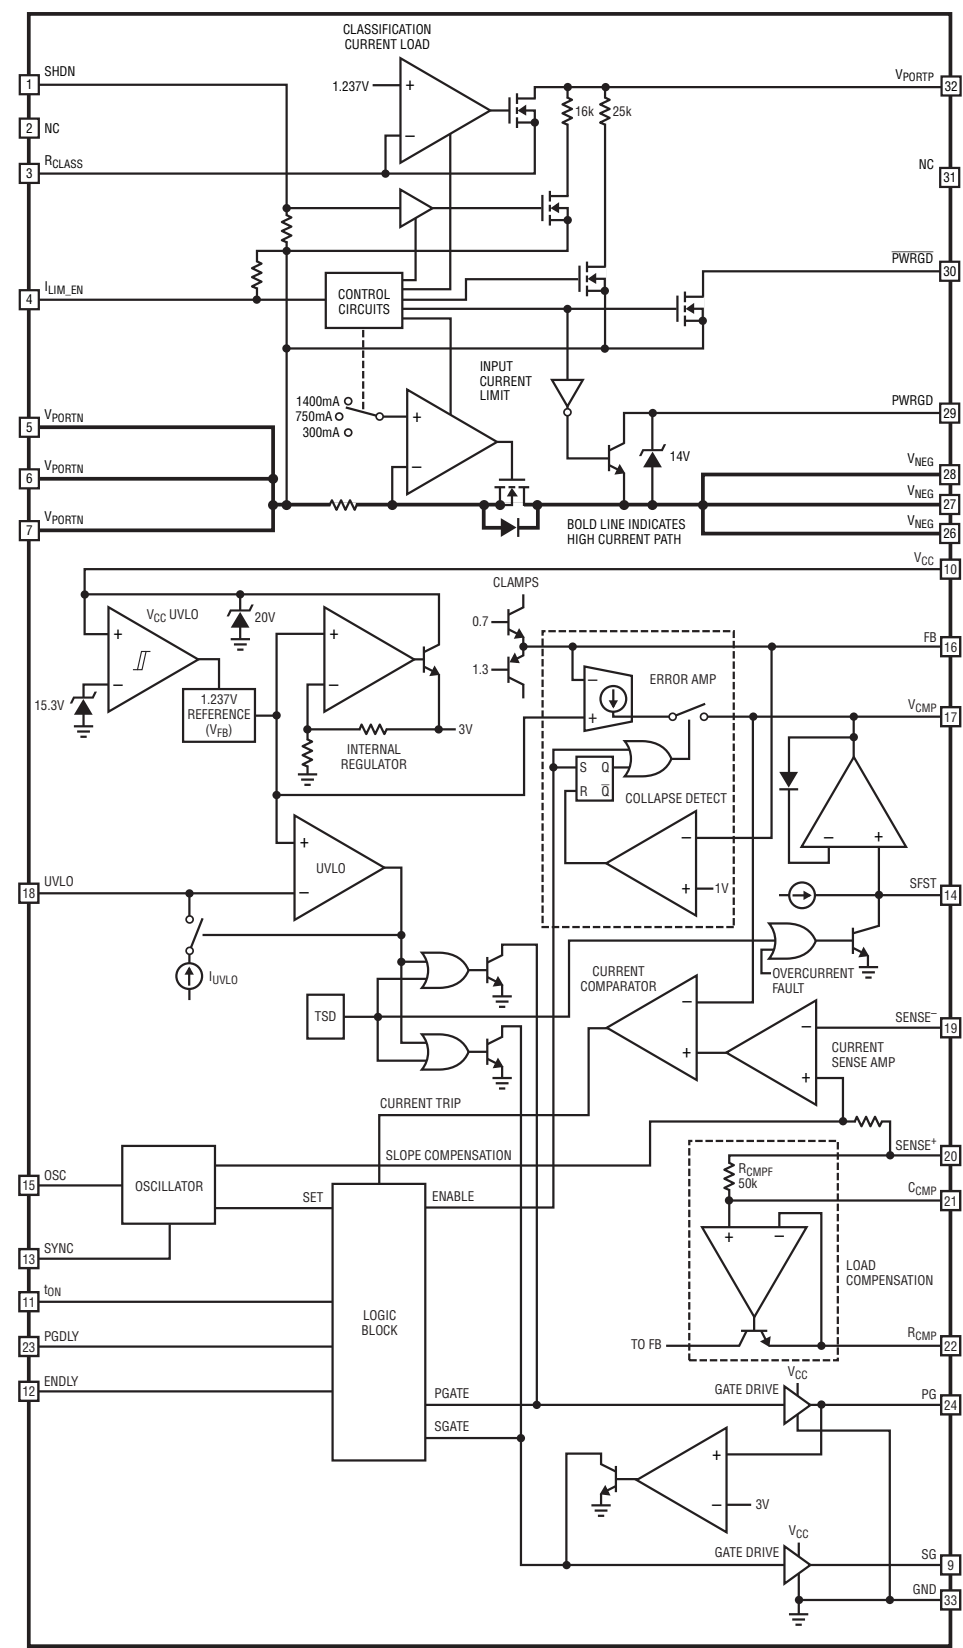 CLASSIFICATION
CURRENT LOAD
1 SHDN
1.237V
+
–
16k
25k
VPORTP 32
2 NC
3 RCLASS
NC 31
PWRGD 30
4 ILIM_EN
CONTROL
CIRCUITS
INPUT
CURRENT
LIMIT
1400mA
750mA
300mA
+
–
PWRGD 29
14V
5 VPORTN
6 VPORTN
7 VPORTN
VNEG 28
VNEG 27
VNEG 26
BOLD LINE INDICATES
HIGH CURRENT PATH
VCC 10
CLAMPS
VCC UVLO
+
–
20V
+
–
0.7
1.3
FB 16
15.3V
1.237V
REFERENCE
(VFB)
3V
INTERNAL
REGULATOR
ERROR AMP
–
+
VCMP 17
S Q
R Q
COLLAPSE DETECT
–
+
1V
– +
+
UVLO
–
18 UVLO
SFST 14
IUVLO
OVERCURRENT
FAULT
TSD
CURRENT
COMPARATOR
–
+
SENSE– 19
–
+
CURRENT
SENSE AMP
CURRENT TRIP
SENSE+ 20
SLOPE COMPENSATION
15 OSC
OSCILLATOR
SET
ENABLE
RCMPF
50k
CCMP 21
+ –
13 SYNC
LOAD
COMPENSATION
11 tON
LOGIC
BLOCK
TO FB
RCMP 22
23 PGDLY
12 ENDLY
PGATE
SGATE
VCC
GATE DRIVE
PG 24
+
–
3V
VCC
GATE DRIVE
SG 9
GND 33